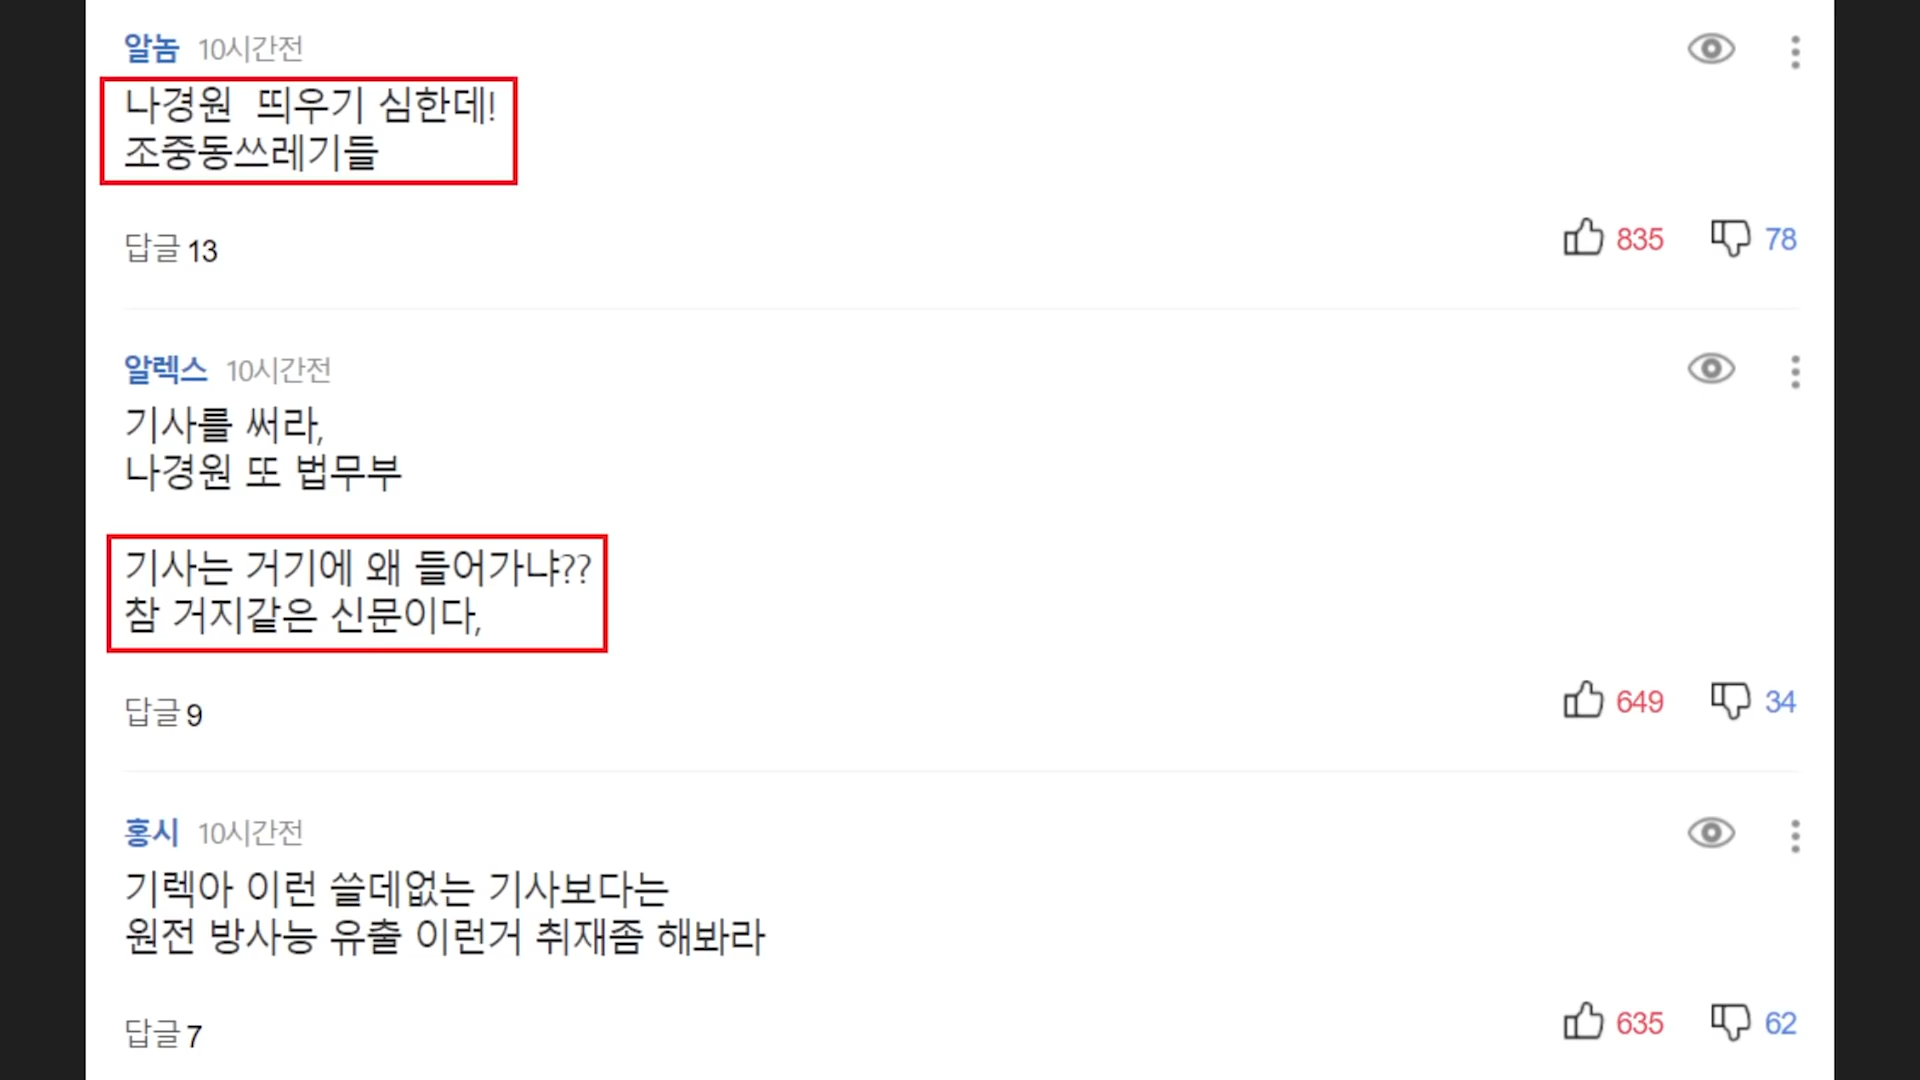 알놈 10시간전
나경원 띄우기 심한데!
조중동쓰레기들
답글 13
835 78
알렉스 10시간전
기사를 써라,
나경원 또 법무부
기사는 거기에 왜 들어가냐??
참 거지같은 신문이다,
답글 9
649 34
홍시 10시간전
기렉아 이런 쓸데없는 기사보다는
원전 방사능 유출 이런거 취재좀 해봐라
답글 7
635 62